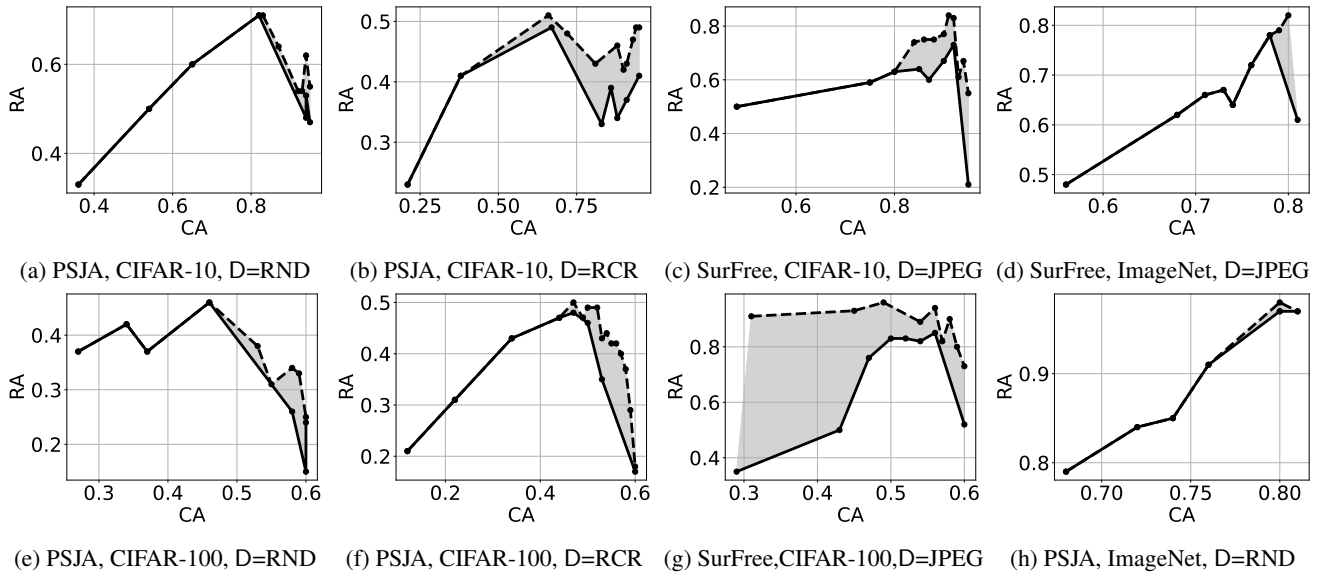 0.6
0.4
RA
0.4 0.6 0.8
CA
(a) PSJA, CIFAR-10, D=RND
0.5
0.4
0.3
RA
0.25 0.50 0.75
CA
(b) PSJA, CIFAR-10, D=RCR
0.8
0.6
0.4
0.2
RA
0.6 0.8
CA
(c) SurFree, CIFAR-10, D=JPEG
0.8
0.7
0.6
0.5
RA
0.6 0.7 0.8
CA
(d) SurFree, ImageNet, D=JPEG
0.4
0.3
0.2
RA
0.3 0.4 0.5 0.6
CA
(e) PSJA, CIFAR-100, D=RND
0.5
0.4
0.3
0.2
RA
0.2 0.4 0.6
CA
(f) PSJA, CIFAR-100, D=RCR
0.8
0.6
0.4
RA
0.3 0.4 0.5 0.6
CA
(g) SurFree,CIFAR-100,D=JPEG
0.9
0.8
RA
0.70 0.75 0.80
CA
(h) PSJA, ImageNet, D=RND